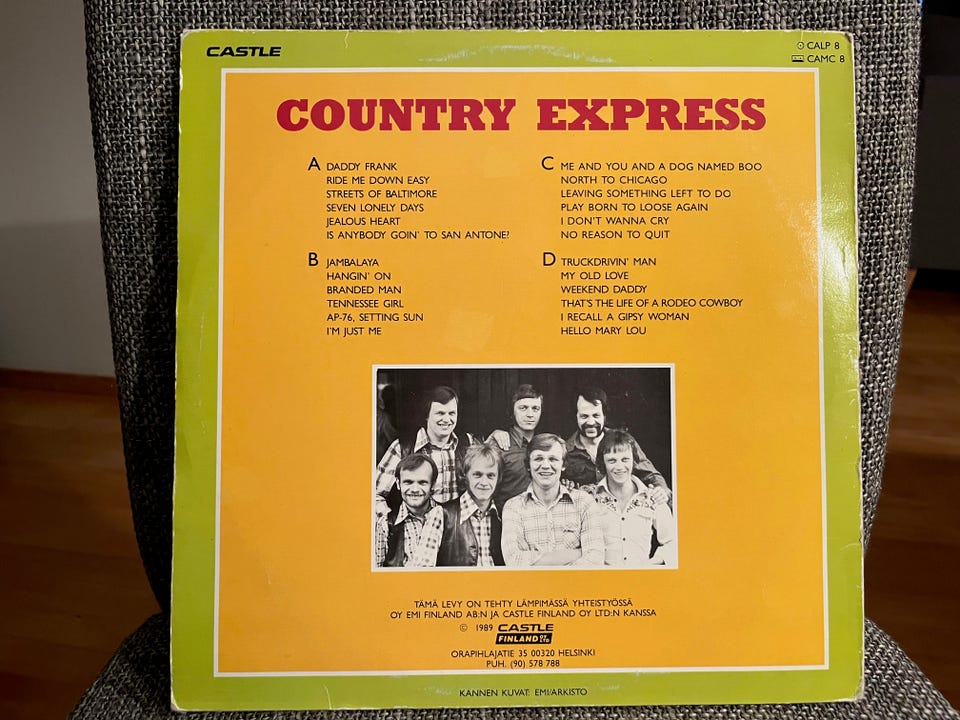 CASTLE
CALP 8
CAMC 8
COUNTRY EXPRESS
A DADDY FRANK
RIDE ME DOWN EASY
STREETS OF BALTIMORE
SEVEN LONELY DAYS
JEALOUS HEART
IS ANYBODY GOIN' TO SAN ANTONE?
B JAMBALAYA
HANGIN' ON
BRANDED MAN
TENNESSEE GIRL
AP-76, SETTING SUN
I'M JUST ME
C ME AND YOU AND A DOG NAMED BOO
NORTH TO CHICAGO
LEAVING SOMETHING LEFT TO DO
PLAY BORN TO LOOSE AGAIN
I DON'T WANNA CRY
NO REASON TO QUIT
D TRUCKDRIVIN' MAN
MY OLD LOVE
WEEKEND DADDY
THAT'S THE LIFE OF A RODEO COWBOY
I RECALL A GIPSY WOMAN
HELLO MARY LOU
TÄMÄ LEVY ON TEHTY LÄMPIMÄSSÄ YHTEISTYÖSSÄ
OY EMI FINLAND AB:N JA CASTLE FINLAND OY LTD:N KANSSA
© 1989 CASTLE
FINLAND OY LTD
ORAPIHLAJATIE 35 00320 HELSINKI
PUH. (90) 578 788
KANNEN KUVAT: EMI/ARKISTO